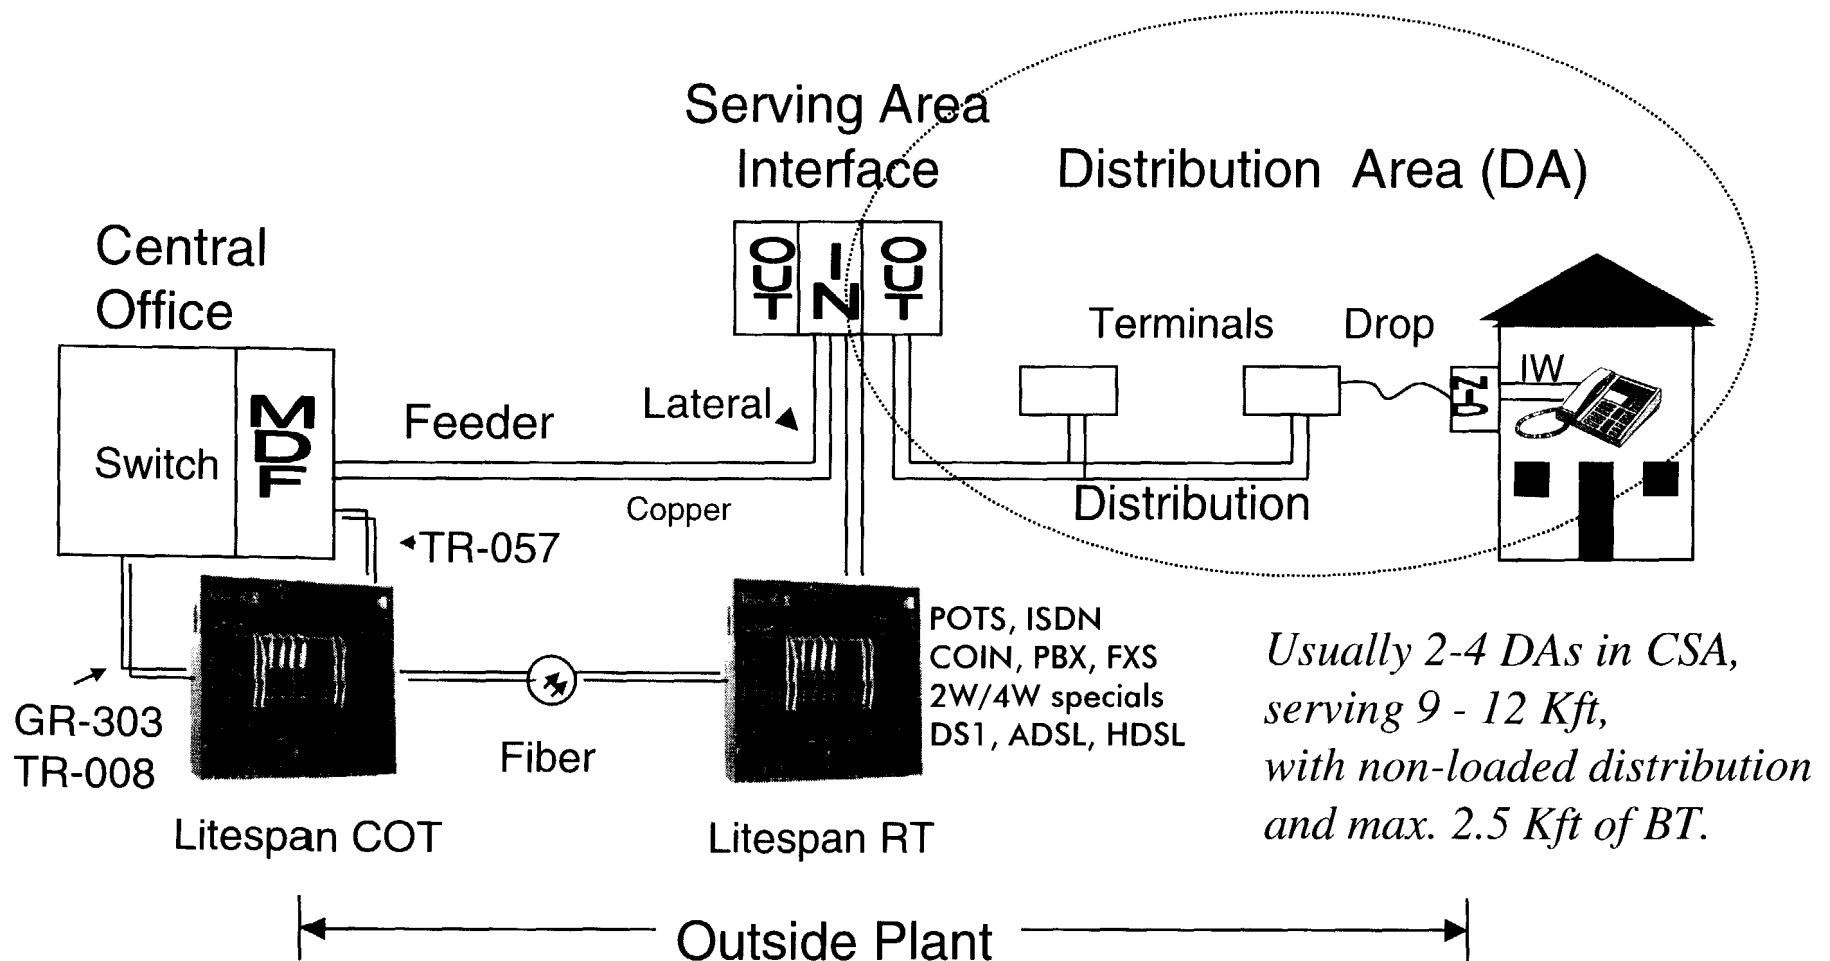 Serving Area
Interface
Distribution Area (DA)
Central
Office
OUT
IN
OUT
Terminals
Drop
IW
NID
MDF
Switch
Feeder
Lateral
Copper
Distribution
TR-057
POTS, ISDN
COIN, PBX, FXS
2W/4W specials
DS1, ADSL, HDSL
GR-303
TR-008
Fiber
Litespan COT
Litespan RT
Usually 2-4 DAs in CSA,
serving 9 - 12 Kft,
with non-loaded distribution
and max. 2.5 Kft of BT.
Outside Plant